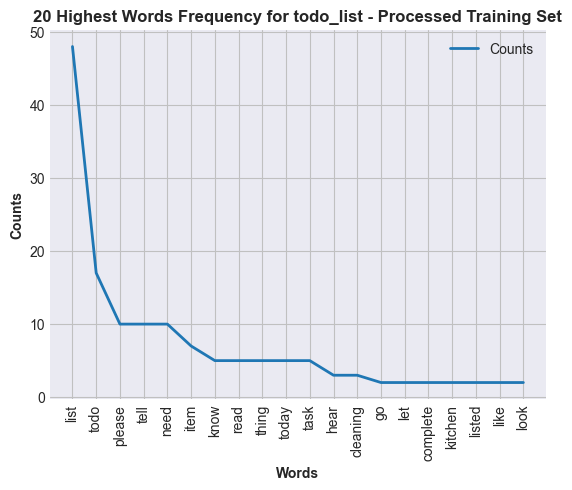 20 Highest Words Frequency for todo_list - Processed Training Set
Counts
50
40
30
20
10
0
Counts
list
todo
please
tell
need
item
know
read
thing
today
task
hear
cleaning
go
let
complete
kitchen
listed
like
look
Words